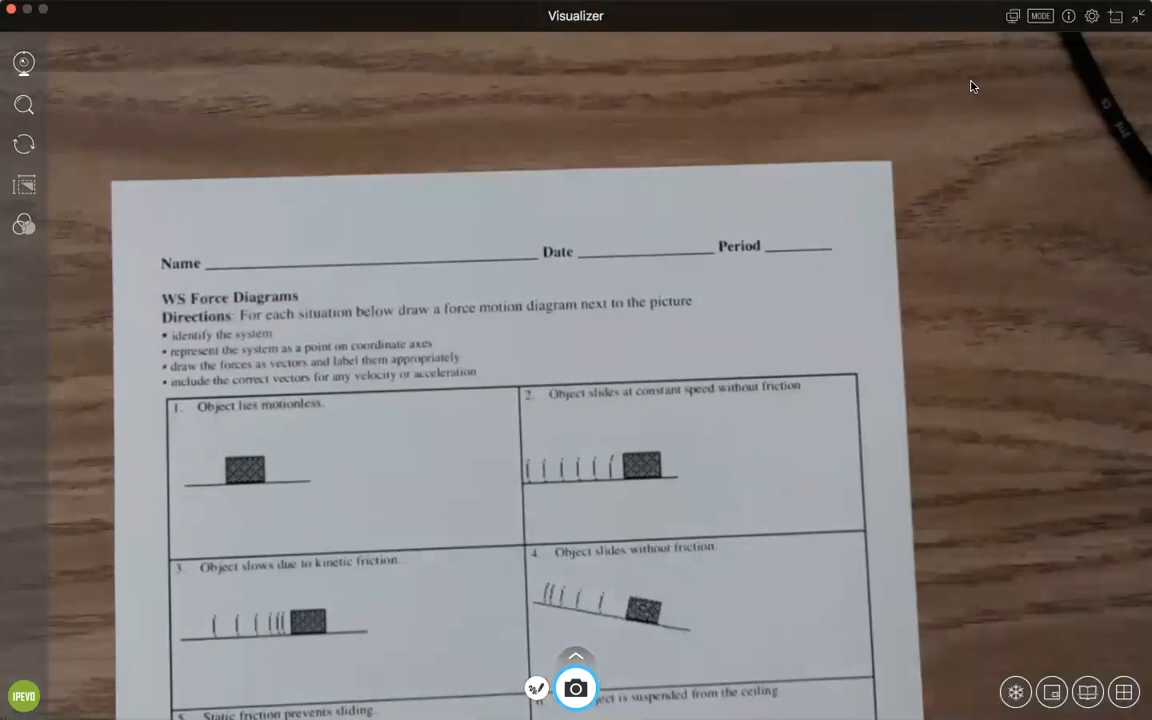 Visualizer
MODE
Name Date Period
WS Force Diagrams
Directions: For each situation below draw a force motion diagram next to the picture
▪ identify the system
▪ represent the system as a point on coordinate axes
▪ draw the forces as vectors and label them appropriately
▪ include the correct vectors for any velocity or acceleration
1. Object lies motionless.
2. Object slides at constant speed without friction
3. Object slows due to kinetic friction.
4. Object slides without friction.
5. Static friction prevents sliding.
is suspended from the ceiling.
IPEVO